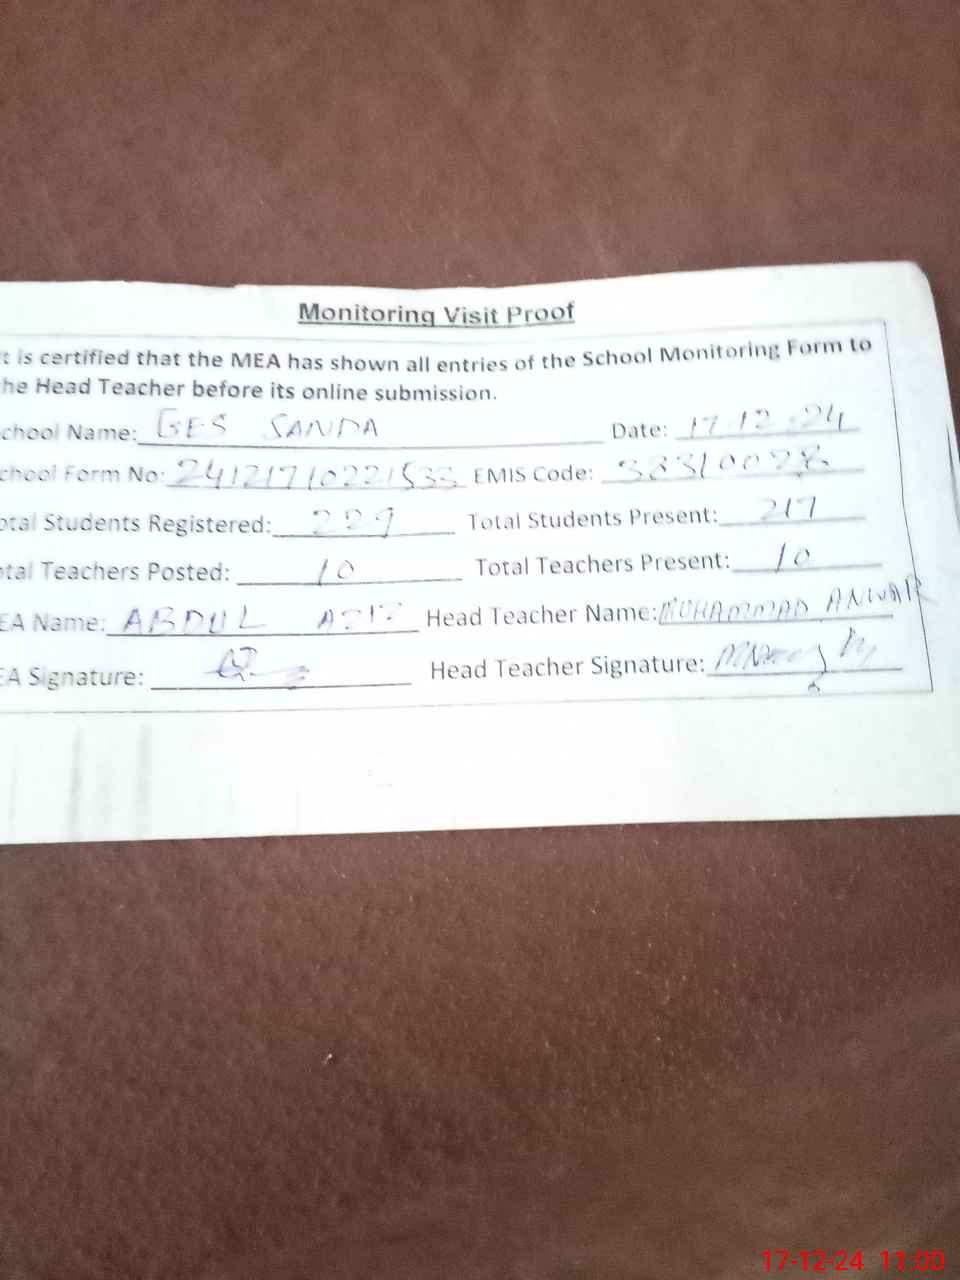 Monitoring Visit Proof
t is certified that the MEA has shown all entries of the School Monitoring Form to
he Head Teacher before its online submission.
chool Name: GES SANDA Date: 17.12.24
chool Form No: 24121710221533 EMIS Code:
otal Students Registered: 229 Total Students Present: 217
otal Teachers Posted: 10 Total Teachers Present: 10
EA Name: ABDUL AZIZ Head Teacher Name: MUHAMMAD ANWAR
EA Signature: Head Teacher Signature:
17-12-24 11:00